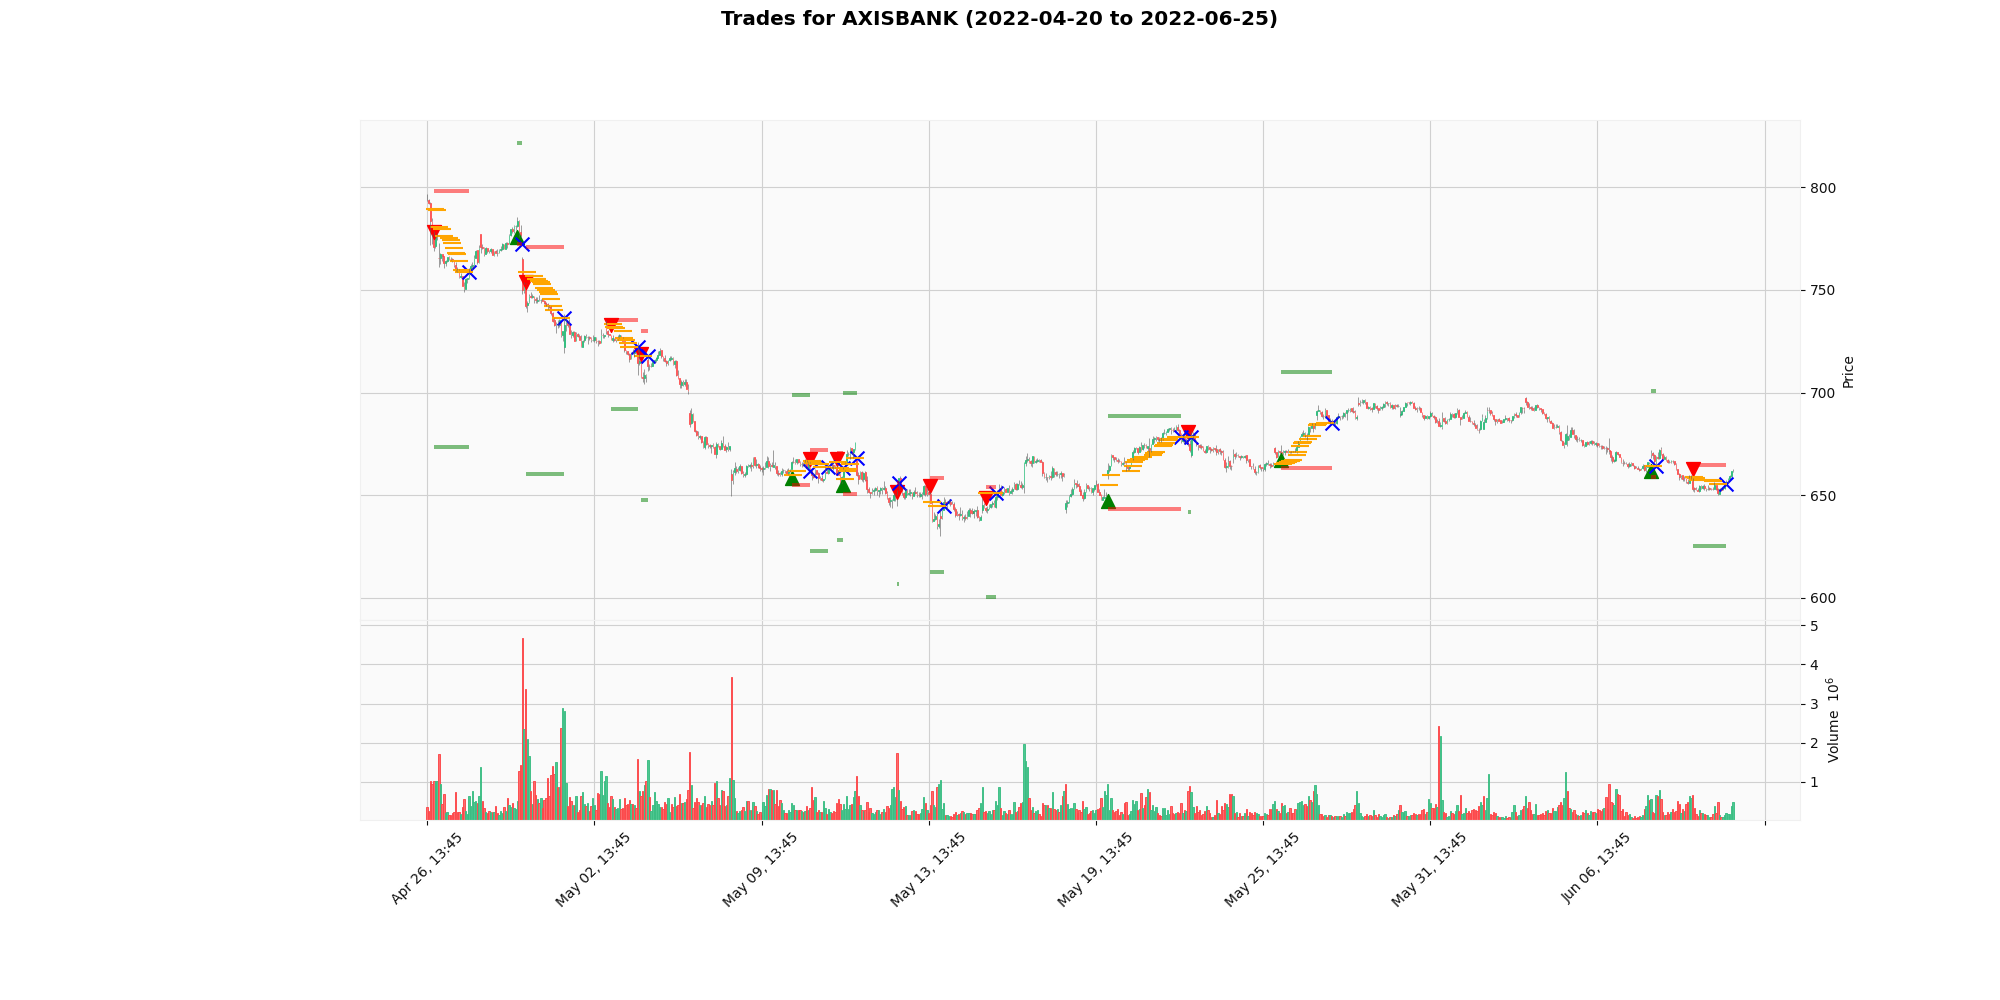 Trades for AXISBANK (2022-04-20 to 2022-06-25)
800
750
700
650
600
Price
5
4
3
2
1
Volume 10^6
Apr 26, 13:45
May 02, 13:45
May 09, 13:45
May 13, 13:45
May 19, 13:45
May 25, 13:45
May 31, 13:45
Jun 06, 13:45